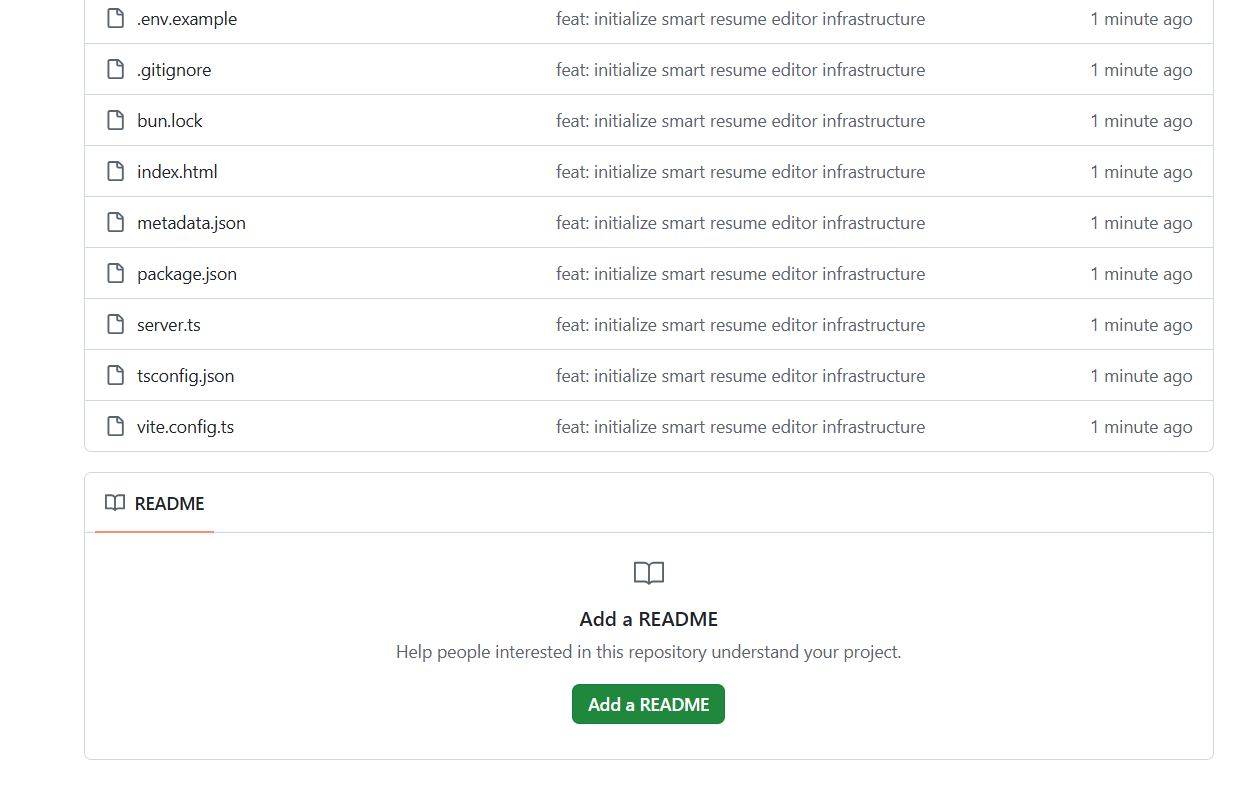 .env.example feat: initialize smart resume editor infrastructure 1 minute ago
.gitignore feat: initialize smart resume editor infrastructure 1 minute ago
bun.lock feat: initialize smart resume editor infrastructure 1 minute ago
index.html feat: initialize smart resume editor infrastructure 1 minute ago
metadata.json feat: initialize smart resume editor infrastructure 1 minute ago
package.json feat: initialize smart resume editor infrastructure 1 minute ago
server.ts feat: initialize smart resume editor infrastructure 1 minute ago
tsconfig.json feat: initialize smart resume editor infrastructure 1 minute ago
vite.config.ts feat: initialize smart resume editor infrastructure 1 minute ago
README
Add a README
Help people interested in this repository understand your project.
Add a README